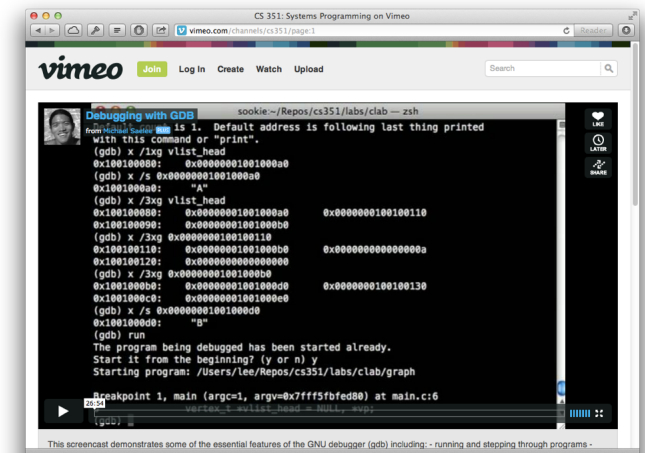 CS 351: Systems Programming on Vimeo
vimeo.com/channels/cs351/page:1
Reader
vimeo
Join Log In Create Watch Upload
Search
sookie:~/Repos/cs351/labs/clab — zsh
Debugging with GDB
from Michael Saelee
is 1. Default address is following last thing printed
with this command or "print".
(gdb) x /1xg vlist_head
0x100100080: 0x00000001001000a0
(gdb) x /s 0x00000001001000a0
0x1001000a0: "A"
(gdb) x /3xg vlist_head
0x100100080: 0x00000001001000a0 0x0000000100100110
0x100100090: 0x00000001001000b0
(gdb) x /3xg 0x0000000100100110
0x100100110: 0x00000001001000b0 0x000000000000000a
0x100100120: 0x0000000000000000
(gdb) x /3xg 0x00000001001000b0
0x1001000b0: 0x00000001001000d0 0x0000000100100130
0x1001000c0: 0x00000001001000e0
(gdb) x /s 0x00000001001000d0
0x1001000d0: "B"
(gdb) run
The program being debugged has been started already.
Start it from the beginning? (y or n) y
Starting program: /Users/lee/Repos/cs351/labs/clab/graph
Breakpoint 1, main (argc=1, argv=0x7fff5fbfed80) at main.c:6
vertex_t *vlist_head = NULL, *vp;
(gdb)
LIKE
LATER
SHARE
26:54
This screencast demonstrates some of the essential features of the GNU debugger (gdb) including: - running and stepping through programs -